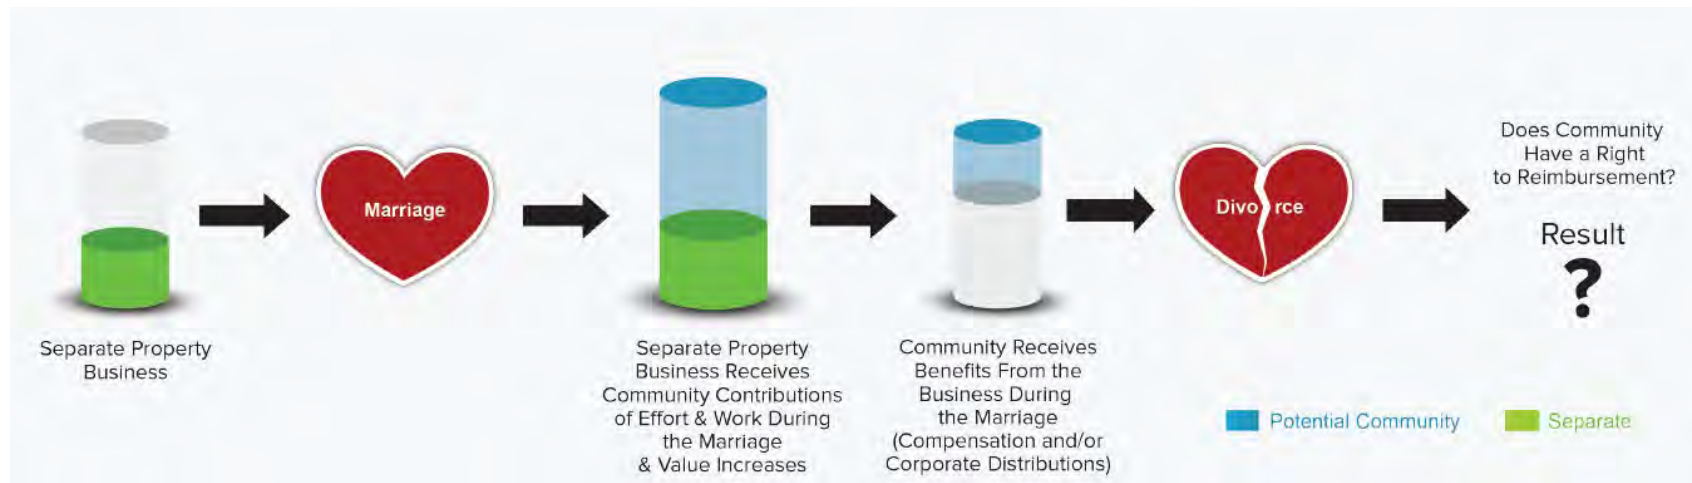 Separate Property
Business
Marriage
Separate Property
Business Receives
Community Contributions
of Effort & Work During
the Marriage
& Value Increases
Community Receives
Benefits From the
Business During
the Marriage
(Compensation and/or
Corporate Distributions)
Divo rce
Does Community
Have a Right
to Reimbursement?
Result
?
Potential Community
Separate